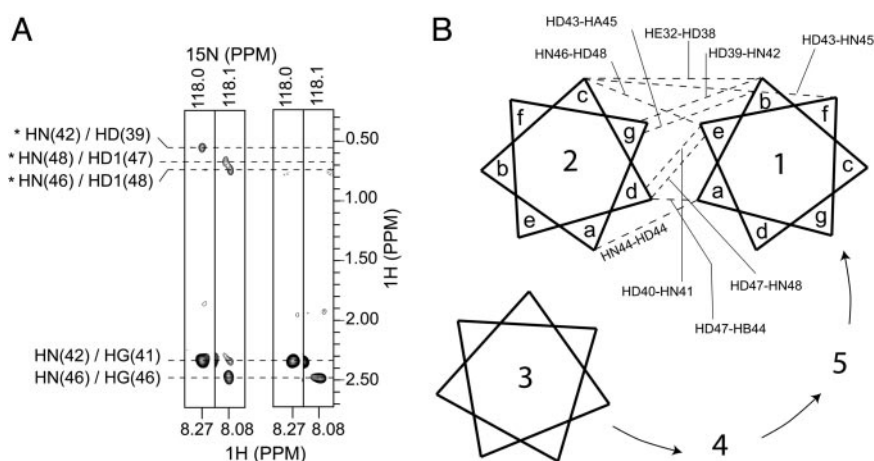 A
15N (PPM)
118.0
118.1
118.0
118.1
* HN(42) / HD(39)
* HN(48) / HD1(47)
* HN(46) / HD1(48)
HN(42) / HG(41)
HN(46) / HG(46)
0.50
1.00
1.50
2.00
2.50
1H (PPM)
8.27
8.08
8.27
8.08
1H (PPM)
B
HD43-HA45
HE32-HD38
HN46-HD48
HD39-HN42
HD43-HN45
c
f
g
b
2
d
e
a
b
f
e
1
c
a
g
d
HN44-HD44
HD40-HN41
HD47-HN48
HD47-HB44
3
4
5